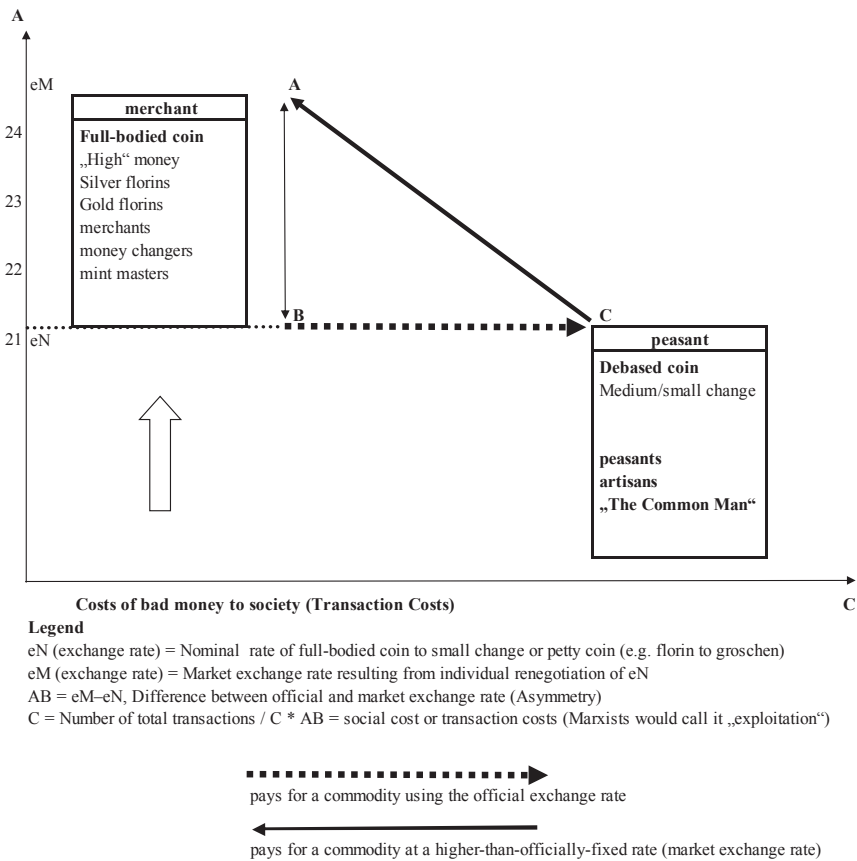 A
eM
24
23
22
21
eN
merchant
Full-bodied coin
„High“ money
Silver florins
Gold florins
merchants
money changers
mint masters
A
B
C
peasant
Debased coin
Medium/small change
peasants
artisans
„The Common Man“
Costs of bad money to society (Transaction Costs)
C
Legend
eN (exchange rate) = Nominal rate of full-bodied coin to small change or petty coin (e.g. florin to groschen)
eM (exchange rate) = Market exchange rate resulting from individual renegotiation of eN
AB = eM–eN, Difference between official and market exchange rate (Asymmetry)
C = Number of total transactions / C * AB = social cost or transaction costs (Marxists would call it „exploitation“)
pays for a commodity using the official exchange rate
pays for a commodity at a higher-than-officially-fixed rate (market exchange rate)